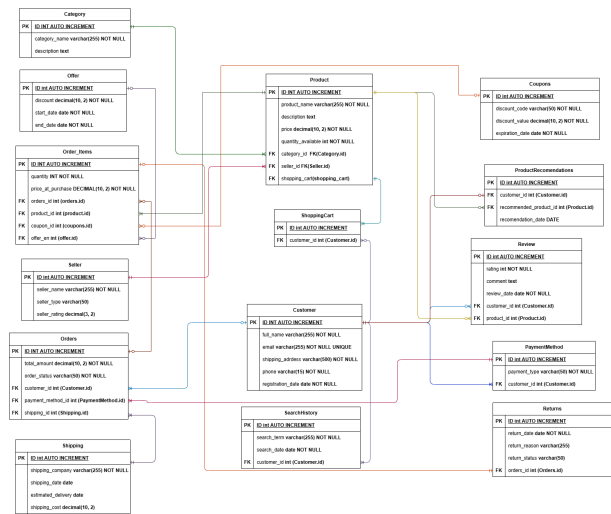 Category
PK ID INT AUTO INCREMENT
category_name varchar(255) NOT NULL
description text
Offer
PK ID int AUTO INCREMENT
discount decimal(10, 2) NOT NULL
start_date date NOT NULL
end_date date NOT NULL
Order_Items
PK ID INT AUTO INCREMENT
quantity INT NOT NULL
price_at_purchase DECIMAL(10, 2) NOT NULL
FK orders_id int (orders.id)
FK product_id int (product.id)
FK coupon_id int (coupons.id)
FK offer_en int (offer.id)
Seller
PK ID int AUTO INCREMENT
seller_name varchar(255) NOT NULL
seller_type varchar(50)
seller_rating decimal(3, 2)
Orders
PK ID int AUTO INCREMENT
total_amount decimal(10, 2) NOT NULL
order_status varchar(50) NOT NULL
FK customer_id int (Customer.id)
FK payment_method_id int (PaymentMethod.id)
FK shipping_id int (Shipping.id)
Shipping
PK ID int AUTO INCREMENT
shipping_company varchar(255) NOT NULL
shipping_date date
estimated_delivery date
shipping_cost decimal(10, 2)
Product
PK ID INT AUTO INCREMENT
product_name varchar(255) NOT NULL
description text
price decimal(10, 2) NOT NULL
quantity_available int NOT NULL
FK category_id FK(Category.id)
FK seller_id FK(Seller.id)
FK shopping_cart(shopping_cart)
ShoppingCart
PK ID INT AUTO INCREMENT
FK customer_id int (Customer.id)
Customer
PK ID INT AUTO INCREMENT
full_name varchar(255) NOT NULL
email varchar(255) NOT NULL UNIQUE
shipping_address varchar(500) NOT NULL
phone varchar(15) NOT NULL
registration_date date NOT NULL
SearchHistory
PK ID INT AUTO INCREMENT
search_term varchar(255) NOT NULL
search_date NOT NULL
FK customer_id int (Customer.id)
Coupons
PK ID int AUTO INCREMENT
discount_code varchar(50) NOT NULL
discount_value decimal(10, 2) NOT NULL
expiration_date date NOT NULL
ProductRecomendations
PK ID int AUTO INCREMENT
FK customer_id int (Customer.id)
FK recommended_product_id int (Product.id)
recomendation_date DATE
Review
PK ID int AUTO INCREMENT
rating int NOT NULL
comment text
review_date date NOT NULL
FK customer_id int (Customer.id)
FK product_id int (Product.id)
PaymentMethod
PK ID int AUTO INCREMENT
payment_type varchar(50) NOT NULL
FK customer_id int (Customer.id)
Returns
PK ID int AUTO INCREMENT
return_date date NOT NULL
return_reason varchar(255)
return_status varchar(50)
FK orders_id int (Orders.id)